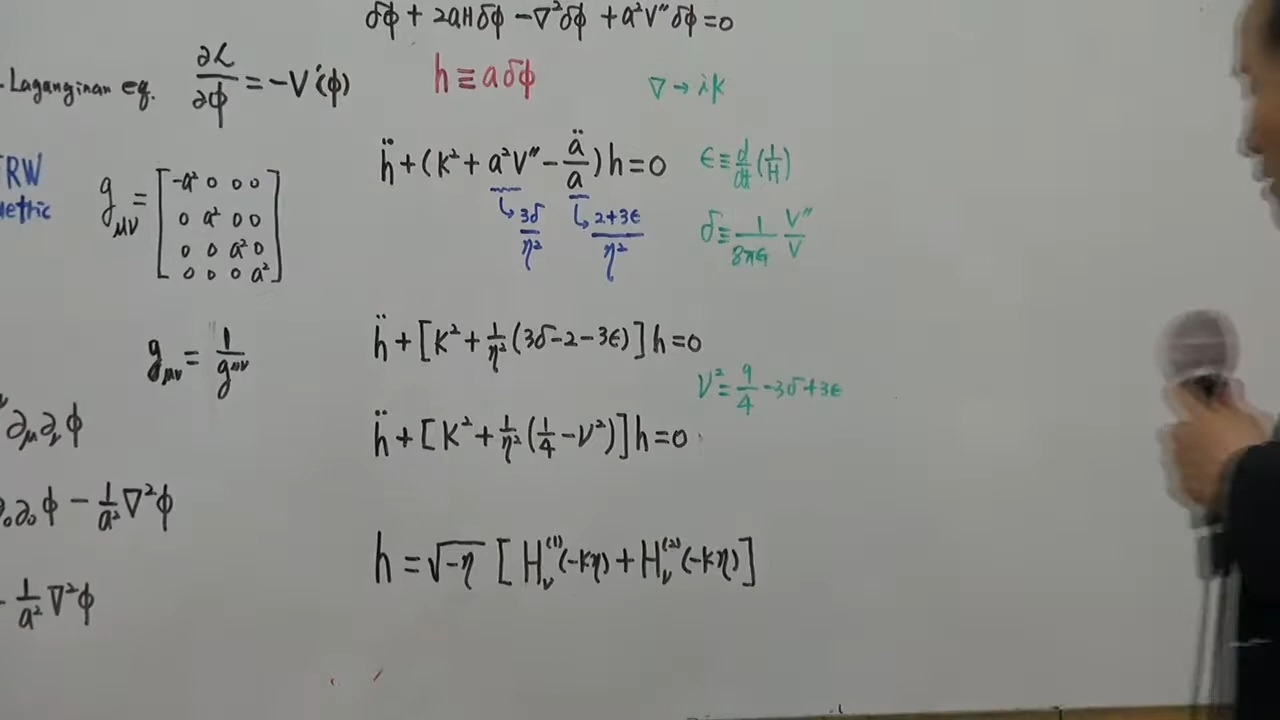 δϕ + 2aHδϕ − ∇²δϕ + a²V″δϕ = 0
- Laganginan eq. ∂ℒ/∂ϕ = −V′(ϕ)
h ≡ aδϕ
∇ → ik
RW
etric
g_μν = [−a² 0 0 0
0 a² 0 0
0 0 a² 0
0 0 0 a²]
ḧ + (k² + a²V″ − ä/a)h = 0
↳ 3δ/η²
↳ 2+3ϵ/η²
ϵ ≡ d/dt (1/H)
δ ≡ 1/8πG V″/V
g_μν = 1/g^μν
ḧ + [k² + 1/η² (3δ − 2 − 3ϵ)]h = 0
ν² = 9/4 − 3δ + 3ϵ
∂_μ∂_νϕ
ḧ + [k² + 1/η² (1/4 − ν²)]h = 0
∂₀∂₀ϕ − 1/a² ∇²ϕ
h = √−η [H_ν⁽¹⁾(−kη) + H_ν⁽²⁾(−kη)]
- 1/a² ∇²ϕ